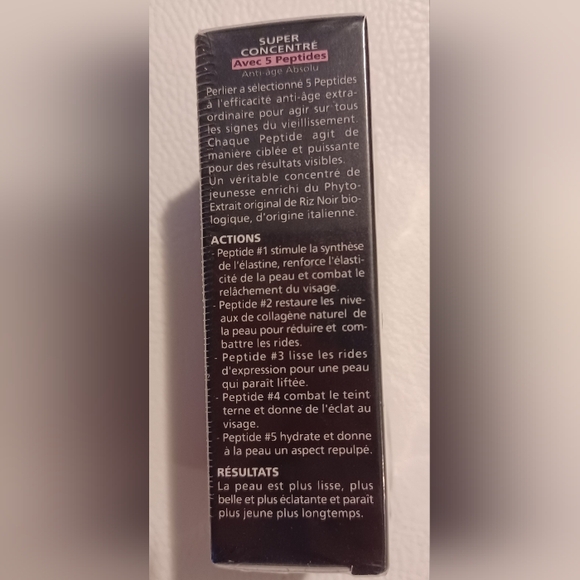 SUPER
CONCENTRÉ
Avec 5 Peptides
Anti-âge Absolu
Perlier a sélectionné 5 Peptides
à l'efficacité anti-âge extra-
ordinaire pour agir sur tous
les signes du vieillissement.
Chaque Peptide agit de
manière ciblée et puissante
pour des résultats visibles.
Un véritable concentré de
jeunesse enrichi du Phyto-
Extrait original de Riz Noir bio-
logique, d'origine italienne.
ACTIONS
· Peptide #1 stimule la synthèse
de l'élastine, renforce l'élasti-
cité de la peau et combat le
relâchement du visage.
· Peptide #2 restaure les nive-
aux de collagène naturel de
la peau pour réduire et com-
battre les rides.
· Peptide #3 lisse les rides
d'expression pour une peau
qui paraît liftée.
· Peptide #4 combat le teint
terne et donne de l'éclat au
visage.
· Peptide #5 hydrate et donne
à la peau un aspect repulpé.
RÉSULTATS
La peau est plus lisse, plus
belle et plus éclatante et paraît
plus jeune plus longtemps.